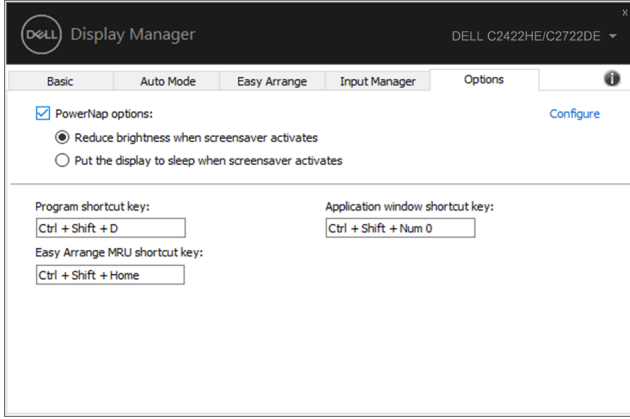 x
DELL Display Manager
DELL C2422HE/C2722DE
Basic Auto Mode Easy Arrange Input Manager Options i
PowerNap options: Configure
Reduce brightness when screensaver activates
Put the display to sleep when screensaver activates
Program shortcut key: Application window shortcut key:
Ctrl + Shift + D Ctrl + Shift + Num 0
Easy Arrange MRU shortcut key:
Ctrl + Shift + Home